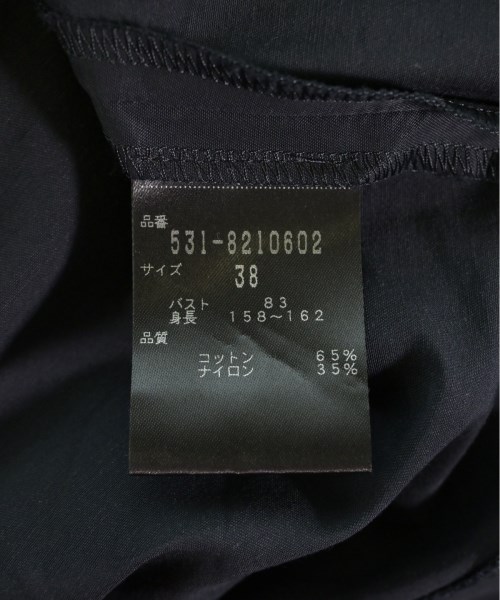 品番
531-8210602
サイズ
38
バスト 83
身長 158～162
品質
コットン 65%
ナイロン 35%